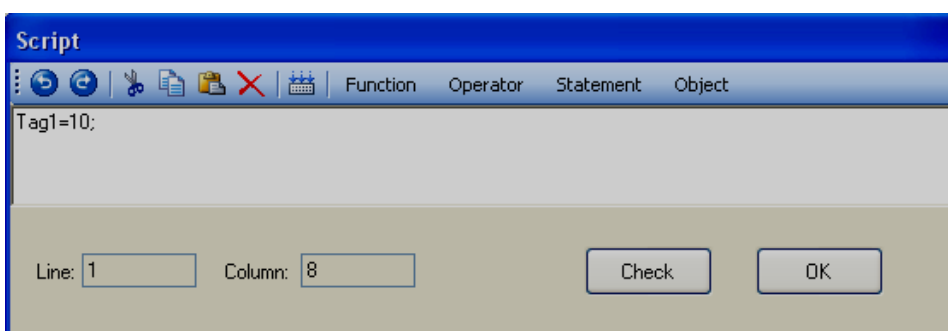 Script
Function Operator Statement Object
Tag1=10;
Line: 1 Column: 8 Check OK